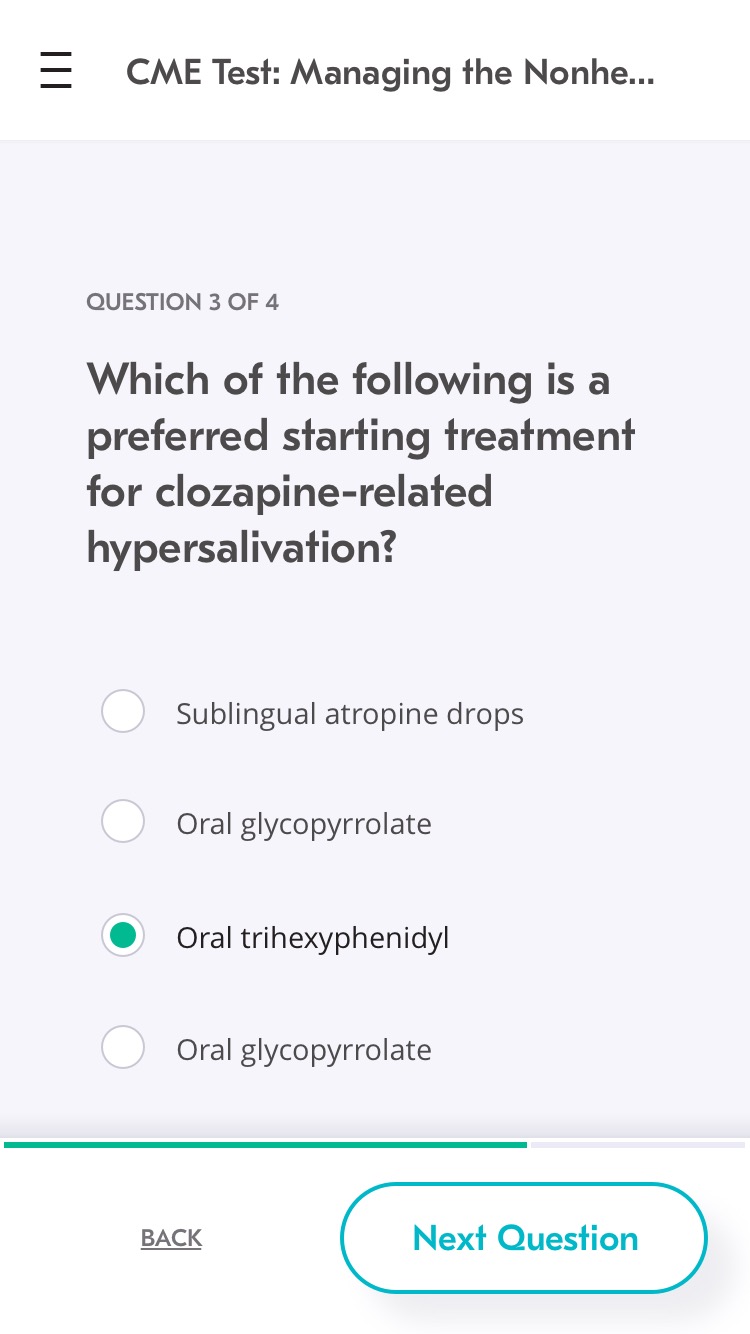 CME Test: Managing the Nonhe...
QUESTION 3 OF 4
Which of the following is a
preferred starting treatment
for clozapine-related
hypersalivation?
Sublingual atropine drops
Oral glycopyrrolate
Oral trihexyphenidyl
Oral glycopyrrolate
BACK
Next Question